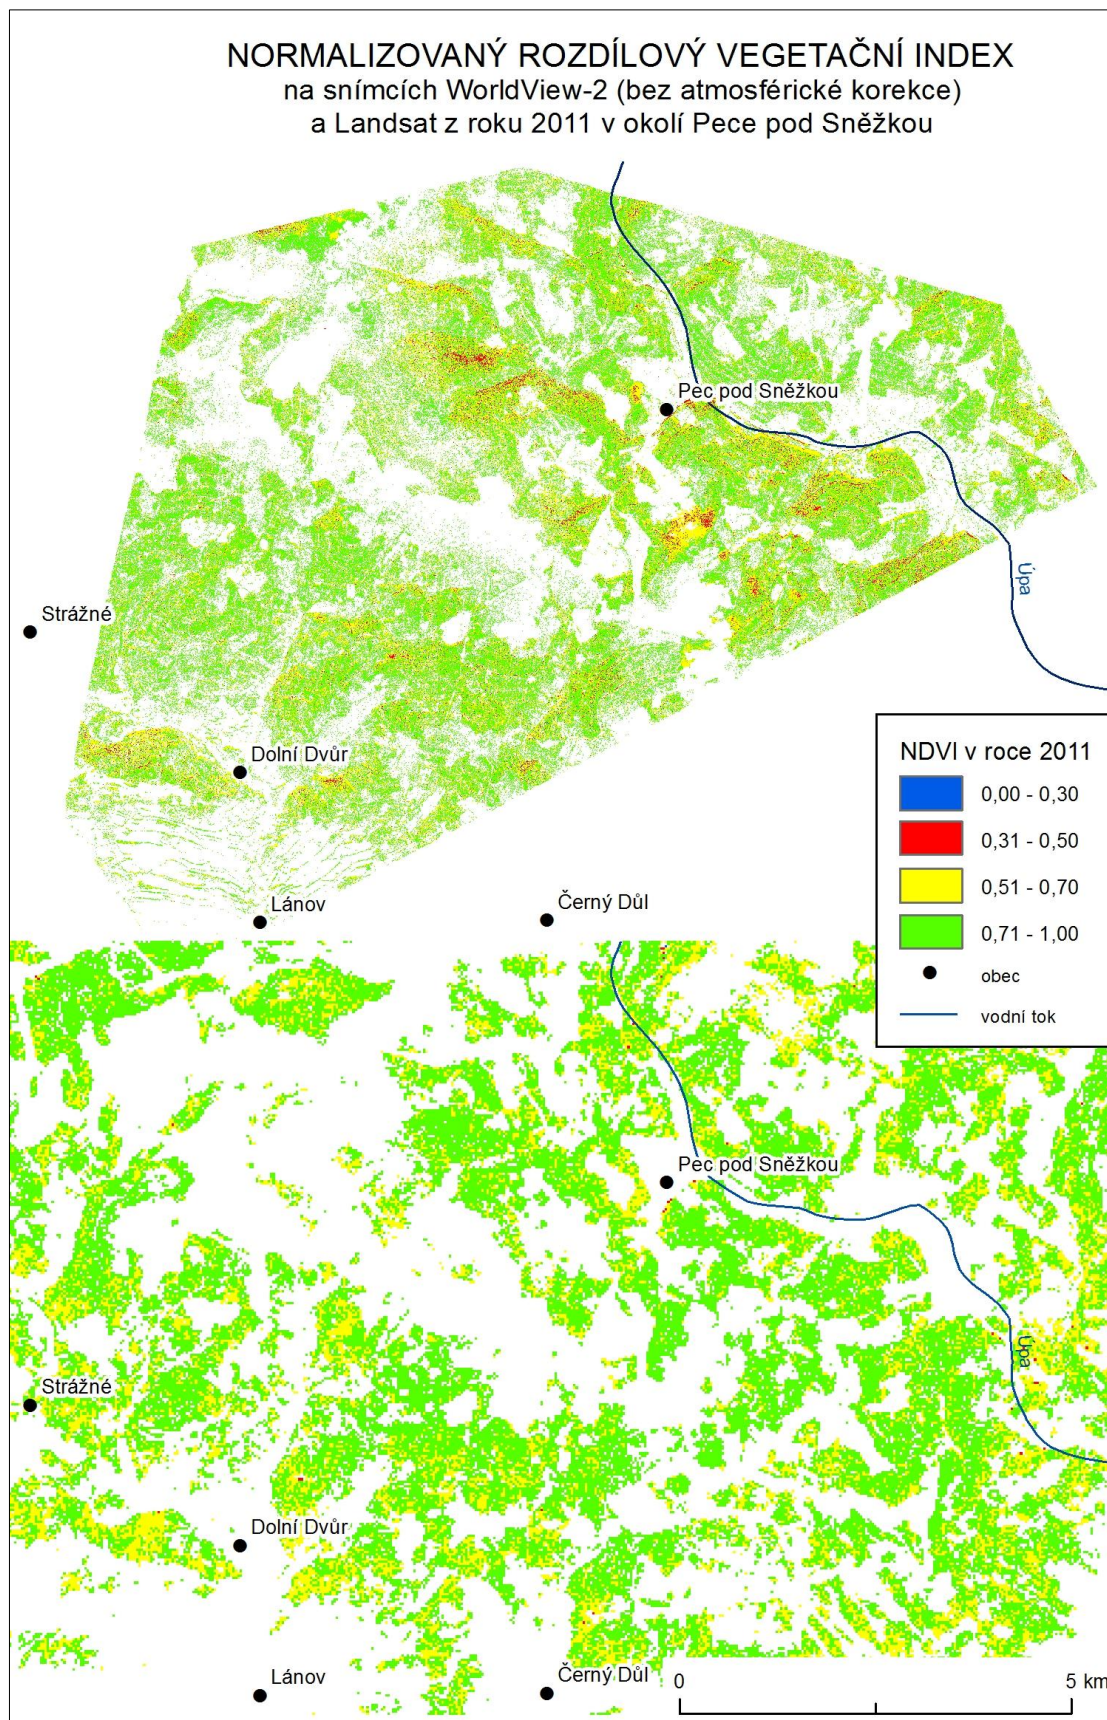 NORMALIZOVANÝ ROZDÍLOVÝ VEGETAČNÍ INDEX
na snímcích WorldView-2 (bez atmosférické korekce)
a Landsat z roku 2011 v okolí Pece pod Sněžkou
Pec pod Sněžkou
Úpa
Strážné
Dolní Dvůr
Lánov
Černý Důl
NDVI v roce 2011
0,00 - 0,30
0,31 - 0,50
0,51 - 0,70
0,71 - 1,00
obec
vodní tok
Pec pod Sněžkou
Úpa
Strážné
Dolní Dvůr
Lánov
Černý Důl
0
5 km